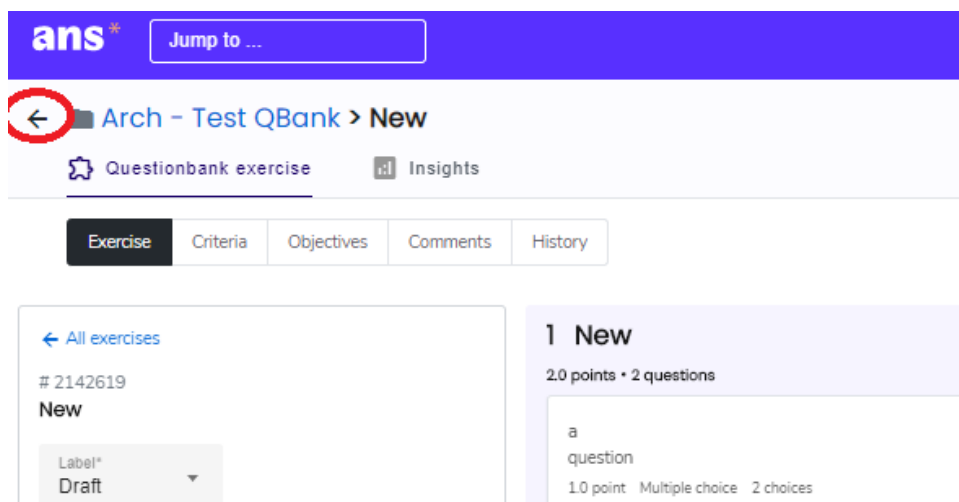 ans*
Jump to ...
Arch - Test QBank > New
Questionbank exercise Insights
Exercise Criteria Objectives Comments History
← All exercises
# 2142619
New
Label*
Draft
1 New
2.0 points • 2 questions
a
question
1.0 point Multiple choice 2 choices